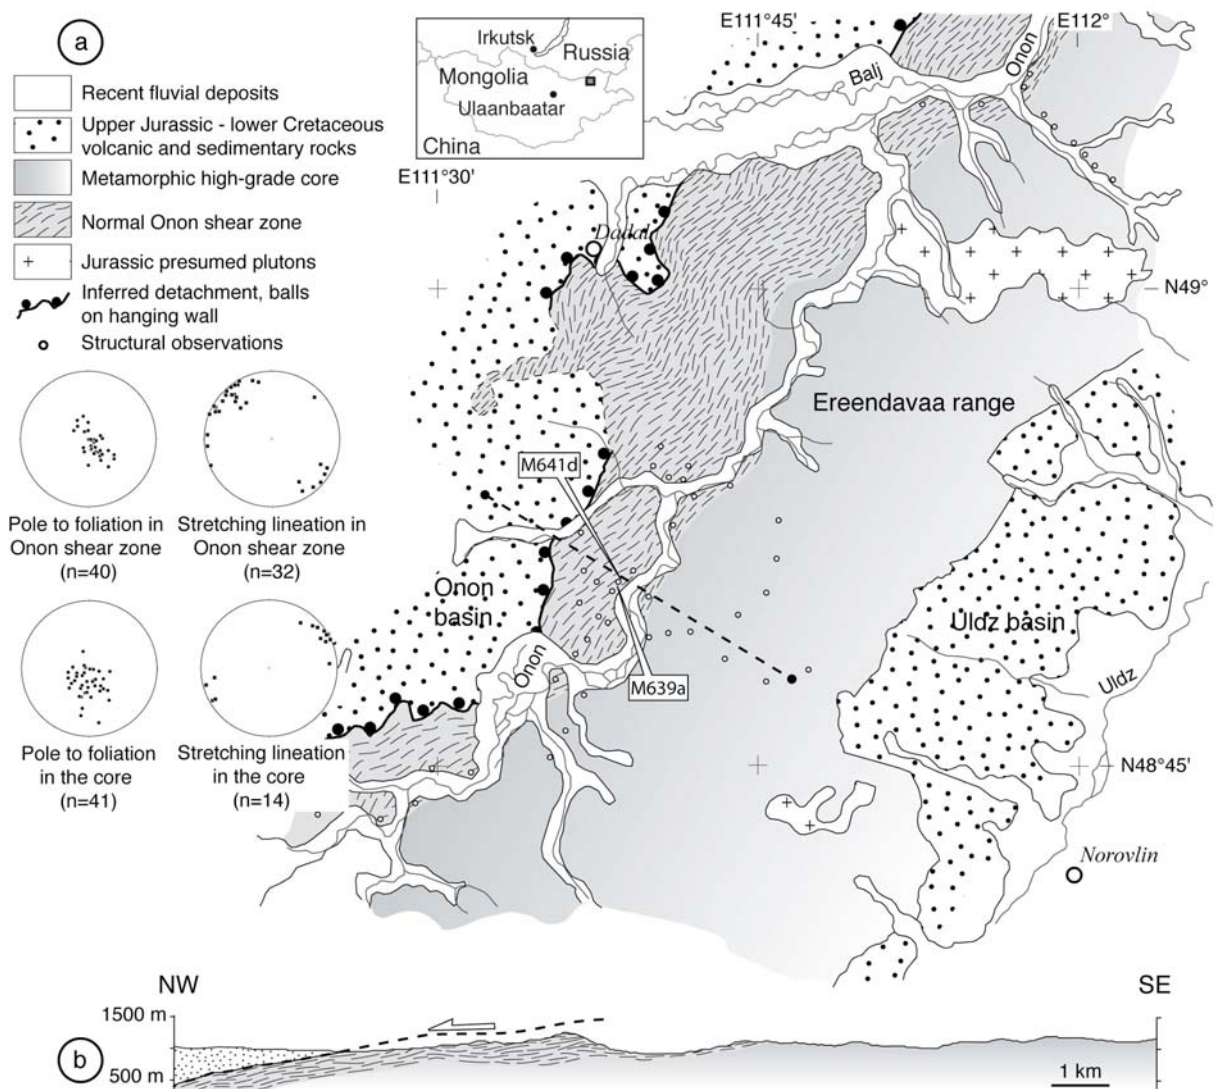 a
Recent fluvial deposits
Upper Jurassic - lower Cretaceous
volcanic and sedimentary rocks
Metamorphic high-grade core
Normal Onon shear zone
+ Jurassic presumed plutons
Inferred detachment, balls
on hanging wall
Structural observations
Pole to foliation in
Onon shear zone
(n=40)
Stretching lineation in
Onon shear zone
(n=32)
Pole to foliation
in the core
(n=41)
Stretching lineation
in the core
(n=14)
Irkutsk
Russia
Mongolia
Ulaanbaatar
China
E111°45'
E112°
Balj
Onon
E111°30'
Dadal
N49°
Ereendavaa range
M641d
Onon
basin
Uldz basin
Onon
M639a
Uldz
N48°45'
Norovlin
NW
SE
1500 m
b
500 m
1 km